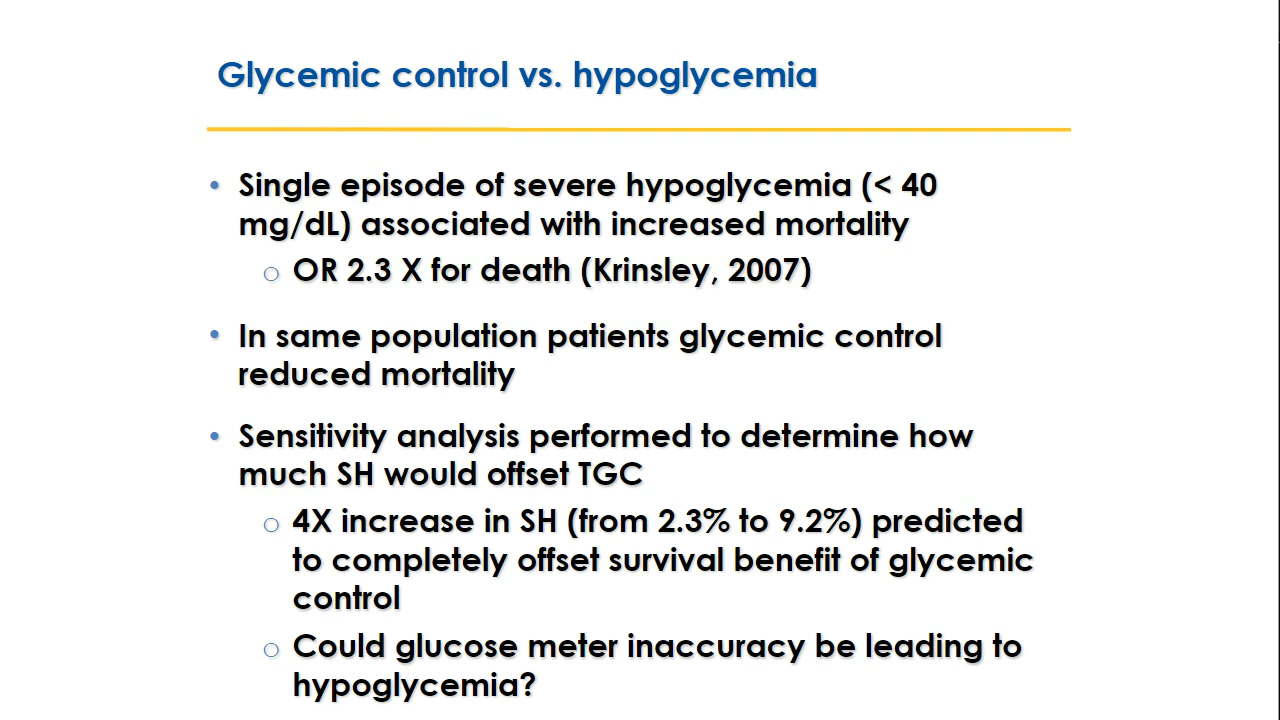 Glycemic control vs. hypoglycemia
• Single episode of severe hypoglycemia (< 40
mg/dL) associated with increased mortality
○ OR 2.3 X for death (Krinsley, 2007)
• In same population patients glycemic control
reduced mortality
• Sensitivity analysis performed to determine how
much SH would offset TGC
○ 4X increase in SH (from 2.3% to 9.2%) predicted
to completely offset survival benefit of glycemic
control
○ Could glucose meter inaccuracy be leading to
hypoglycemia?